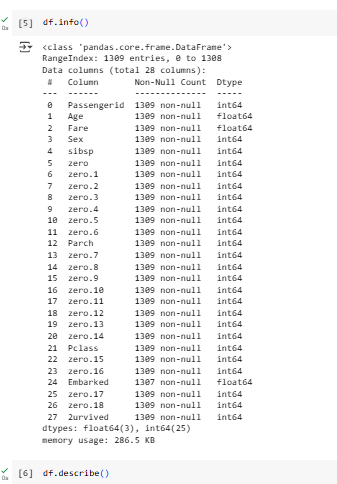 [5] df.info()
0s
<class 'pandas.core.frame.DataFrame'>
RangeIndex: 1309 entries, 0 to 1308
Data columns (total 28 columns):
# Column Non-Null Count Dtype
--- ------ -------------- -----
0 Passengerid 1309 non-null int64
1 Age 1309 non-null float64
2 Fare 1309 non-null float64
3 Sex 1309 non-null int64
4 sibsp 1309 non-null int64
5 zero 1309 non-null int64
6 zero.1 1309 non-null int64
7 zero.2 1309 non-null int64
8 zero.3 1309 non-null int64
9 zero.4 1309 non-null int64
10 zero.5 1309 non-null int64
11 zero.6 1309 non-null int64
12 Parch 1309 non-null int64
13 zero.7 1309 non-null int64
14 zero.8 1309 non-null int64
15 zero.9 1309 non-null int64
16 zero.10 1309 non-null int64
17 zero.11 1309 non-null int64
18 zero.12 1309 non-null int64
19 zero.13 1309 non-null int64
20 zero.14 1309 non-null int64
21 Pclass 1309 non-null int64
22 zero.15 1309 non-null int64
23 zero.16 1309 non-null int64
24 Embarked 1307 non-null float64
25 zero.17 1309 non-null int64
26 zero.18 1309 non-null int64
27 2urvived 1309 non-null int64
dtypes: float64(3), int64(25)
memory usage: 286.5 KB
[6] df.describe()
0s